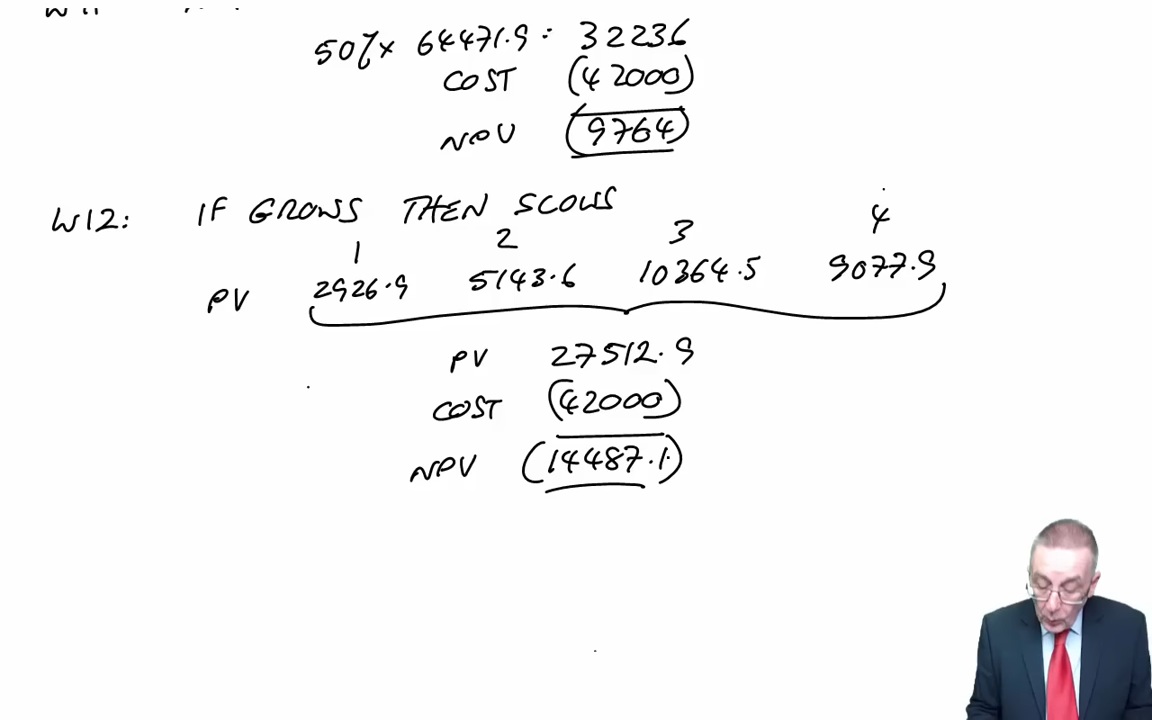 50% x 64471.9 = 32236
COST (42000)
NPV (9764)
W12: IF GROWS THEN SLOWS
1 2 3 4
PV 2926.9 5143.6 10364.5 9077.9
PV 27512.9
COST (42000)
NPV (14487.1)